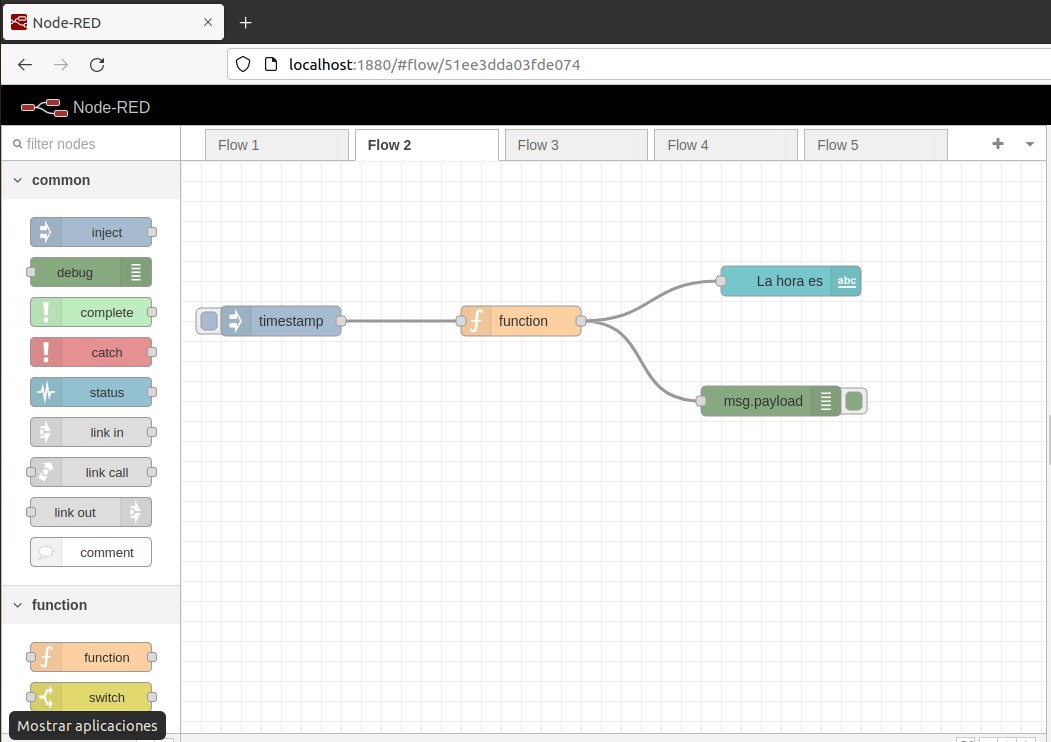 Node-RED
localhost:1880/#flow/51ee3dda03fde074
Node-RED
filter nodes
Flow 1
Flow 2
Flow 3
Flow 4
Flow 5
common
inject
debug
complete
catch
status
link in
link call
link out
comment
function
function
switch
timestamp
function
La hora es
abc
msg.payload
Mostrar aplicaciones